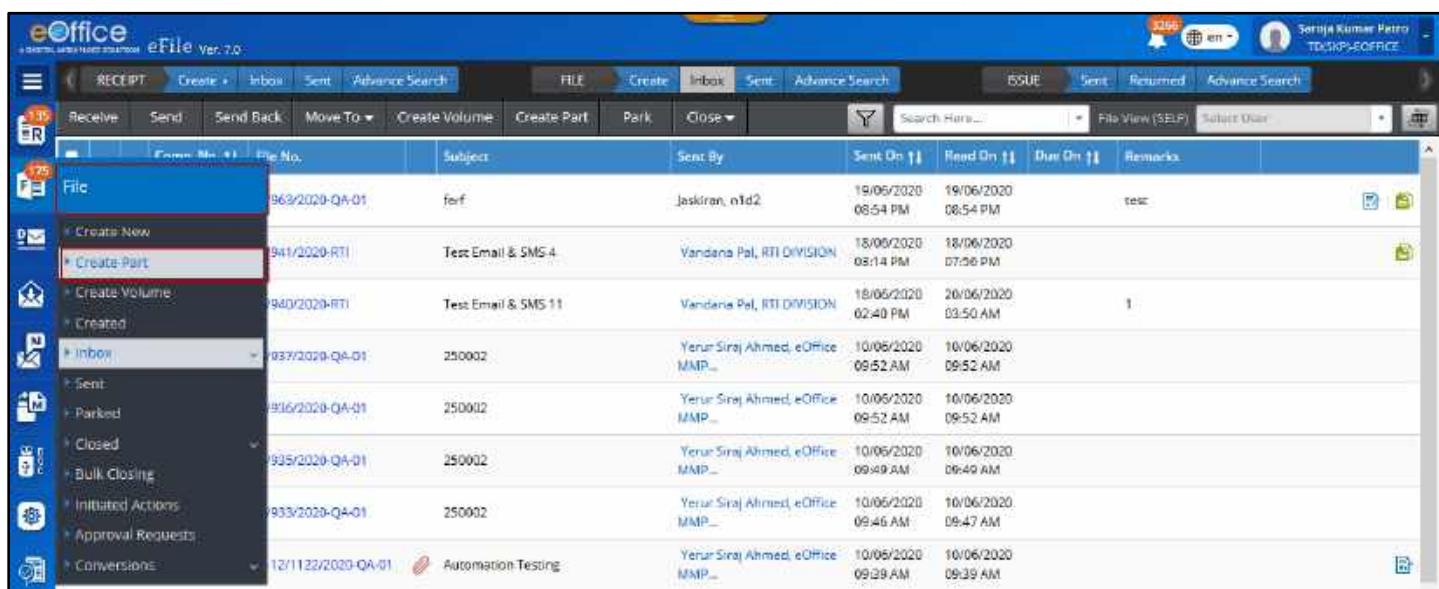 eOffice
eFile Ver. 7.0
3266
en
Saroja Kumar Patro
TD(SKP)-EOFFICE
RECEIPT Create Inbox Sent Advance Search FILE Create Inbox Sent Advance Search ISSUE Sent Returned Advance Search
135
Receive Send Send Back Move To Create Volume Create Part Park Close Search Here... File View (SELF) Select User
Comp. No. File No. Subject Sent By Sent On Read On Due On Remarks
175
File
Create New
Create Part
Create Volume
Created
Inbox
Sent
Parked
Closed
Bulk Closing
Initiated Actions
Approval Requests
Conversions
963/2020-QA-01 ferf Jaskiran, n1d2 19/06/2020 08:54 PM 19/06/2020 08:54 PM test
941/2020-RTI Test Email & SMS 4 Vandana Pal, RTI DIVISION 18/06/2020 03:14 PM 18/06/2020 07:56 PM
940/2020-RTI Test Email & SMS 11 Vandana Pal, RTI DIVISION 18/06/2020 02:40 PM 20/06/2020 03:50 AM 1
937/2020-QA-01 250002 Yerur Siraj Ahmed, eOffice MMP... 10/06/2020 09:52 AM 10/06/2020 09:52 AM
936/2020-QA-01 250002 Yerur Siraj Ahmed, eOffice MMP... 10/06/2020 09:52 AM 10/06/2020 09:52 AM
935/2020-QA-01 250002 Yerur Siraj Ahmed, eOffice MMP... 10/06/2020 09:49 AM 10/06/2020 09:49 AM
933/2020-QA-01 250002 Yerur Siraj Ahmed, eOffice MMP... 10/06/2020 09:46 AM 10/06/2020 09:47 AM
12/1122/2020-QA-01 Automation Testing Yerur Siraj Ahmed, eOffice MMP... 10/06/2020 09:39 AM 10/06/2020 09:39 AM